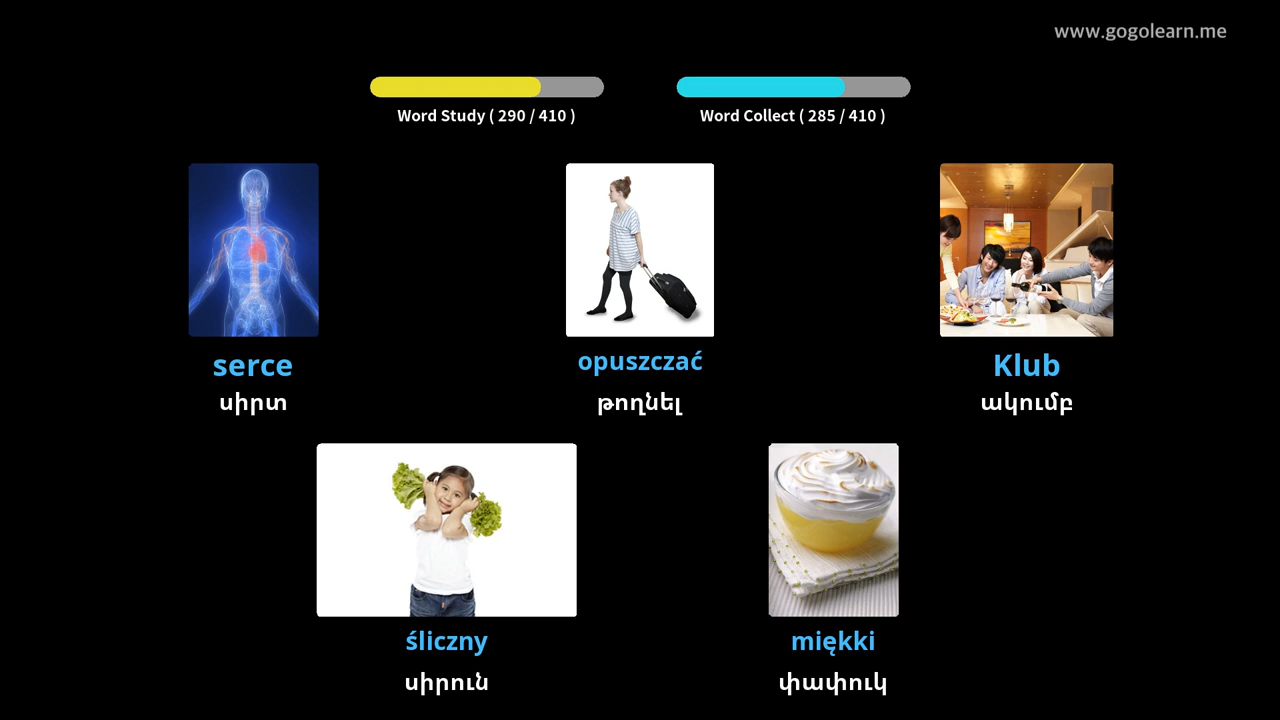 www.gogolearn.me
Word Study ( 290 / 410 )
Word Collect ( 285 / 410 )
serce
սիրտ
opuszczać
թողնել
Klub
ակումբ
śliczny
սիրուն
miękki
փափուկ